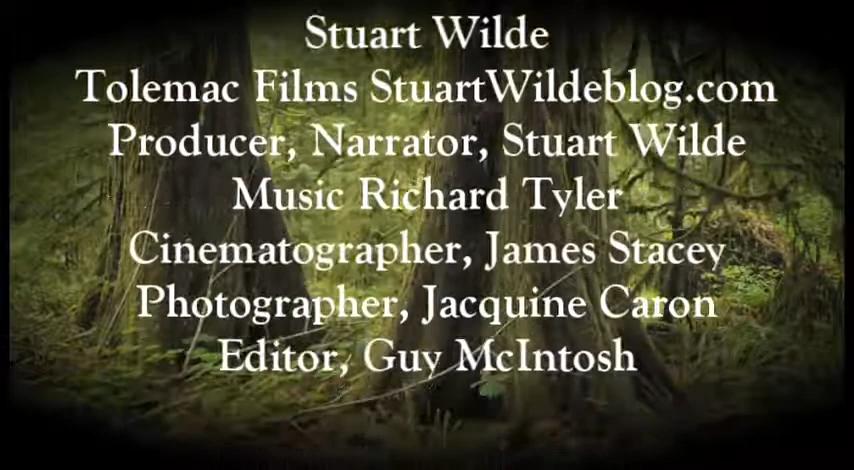 Stuart Wilde
Tolemac Films StuartWildeblog.com
Producer, Narrator, Stuart Wilde
Music Richard Tyler
Cinematographer, James Stacey
Photographer, Jacquine Caron
Editor, Guy McIntosh